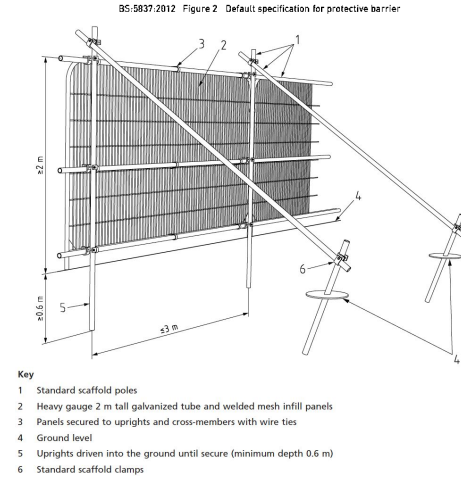 BS:5837:2012 Figure 2 Default specification for protective barrier
3
2
1
≥2 m
4
6
≥0.6 m
5
≤3 m
4
Key
1 Standard scaffold poles
2 Heavy gauge 2 m tall galvanized tube and welded mesh infill panels
3 Panels secured to uprights and cross-members with wire ties
4 Ground level
5 Uprights driven into the ground until secure (minimum depth 0.6 m)
6 Standard scaffold clamps